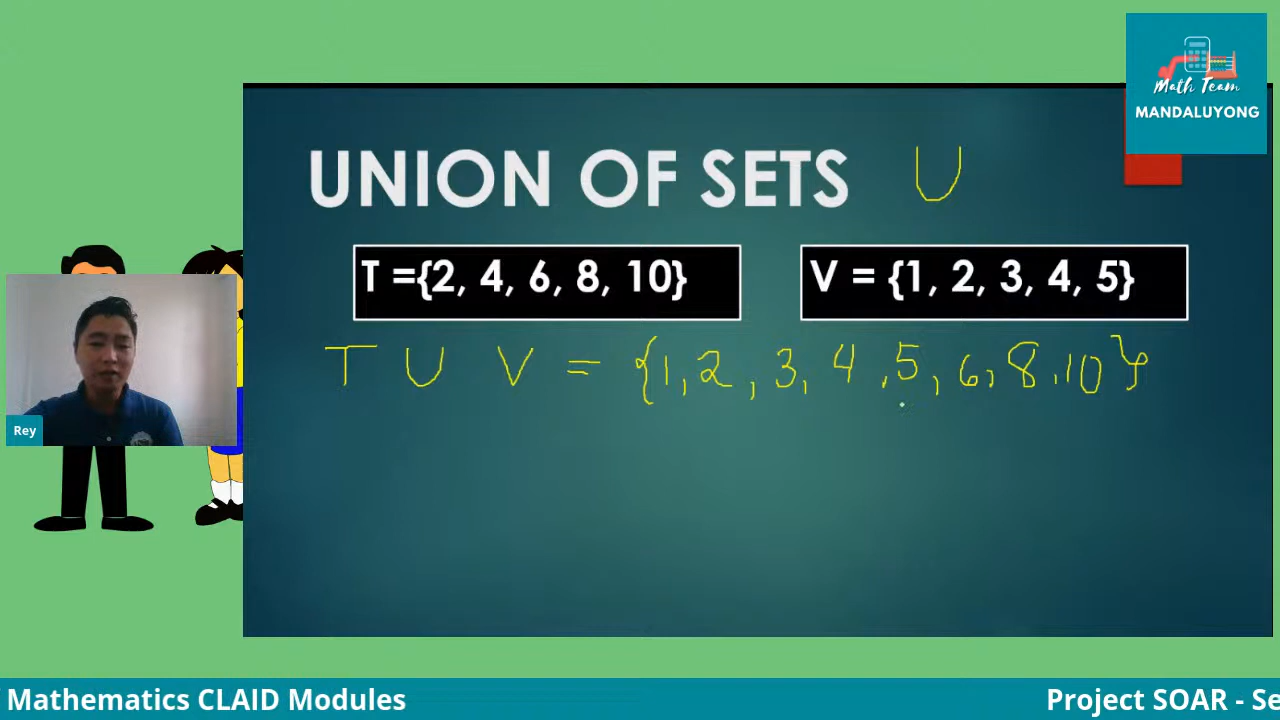 Math Team
MANDALUYONG
UNION OF SETS U
T ={2, 4, 6, 8, 10}
V = {1, 2, 3, 4, 5}
T U V = {1, 2, 3, 4, 5, 6, 8, 10}
Rey
Mathematics CLAID Modules
Project SOAR - Se